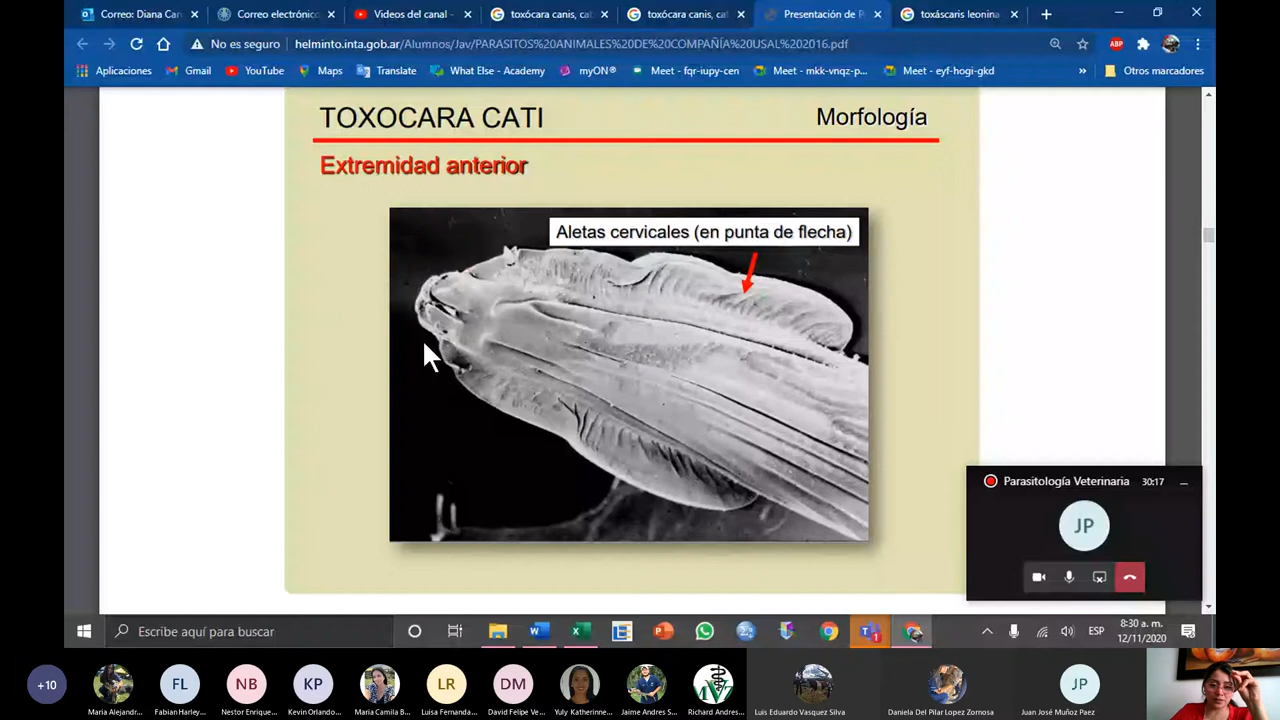 Correo: Diana Car
Correo electrónico
Videos del canal -
toxócara canis, cat
toxócara canis, cat
Presentación de P
toxáscaris leonina
No es seguro
helminto.inta.gob.ar/Alumnos/Jav/PARASITOS%20ANIMALES%20DE%20COMPAÑÍA%20USAL%202016.pdf
ABP
Aplicaciones
Gmail
YouTube
Maps
Translate
What Else - Academy
myON®
Meet - fqr-iupy-cen
Meet - mkk-vnqz-p...
Meet - eyf-hogi-gkd
»
Otros marcadores
TOXOCARA CATI
Morfología
Extremidad anterior
Aletas cervicales (en punta de flecha)
Parasitología Veterinaria
30:17
JP
Escribe aquí para buscar
1
ESP
8:30 a. m.
12/11/2020
+10
FL
NB
KP
LR
DM
JP
Maria Alejandr...
Fabian Harley...
Nestor Enrique...
Kevin Orlando...
Maria Camila B...
Luisa Fernanda...
David Felipe Ve...
Yuly Katherinne...
Jaime Andres S...
Richard Andres...
Luis Eduardo Vasquez Silva
Daniela Del Pilar Lopez Zornosa
Juan José Muñoz Paez